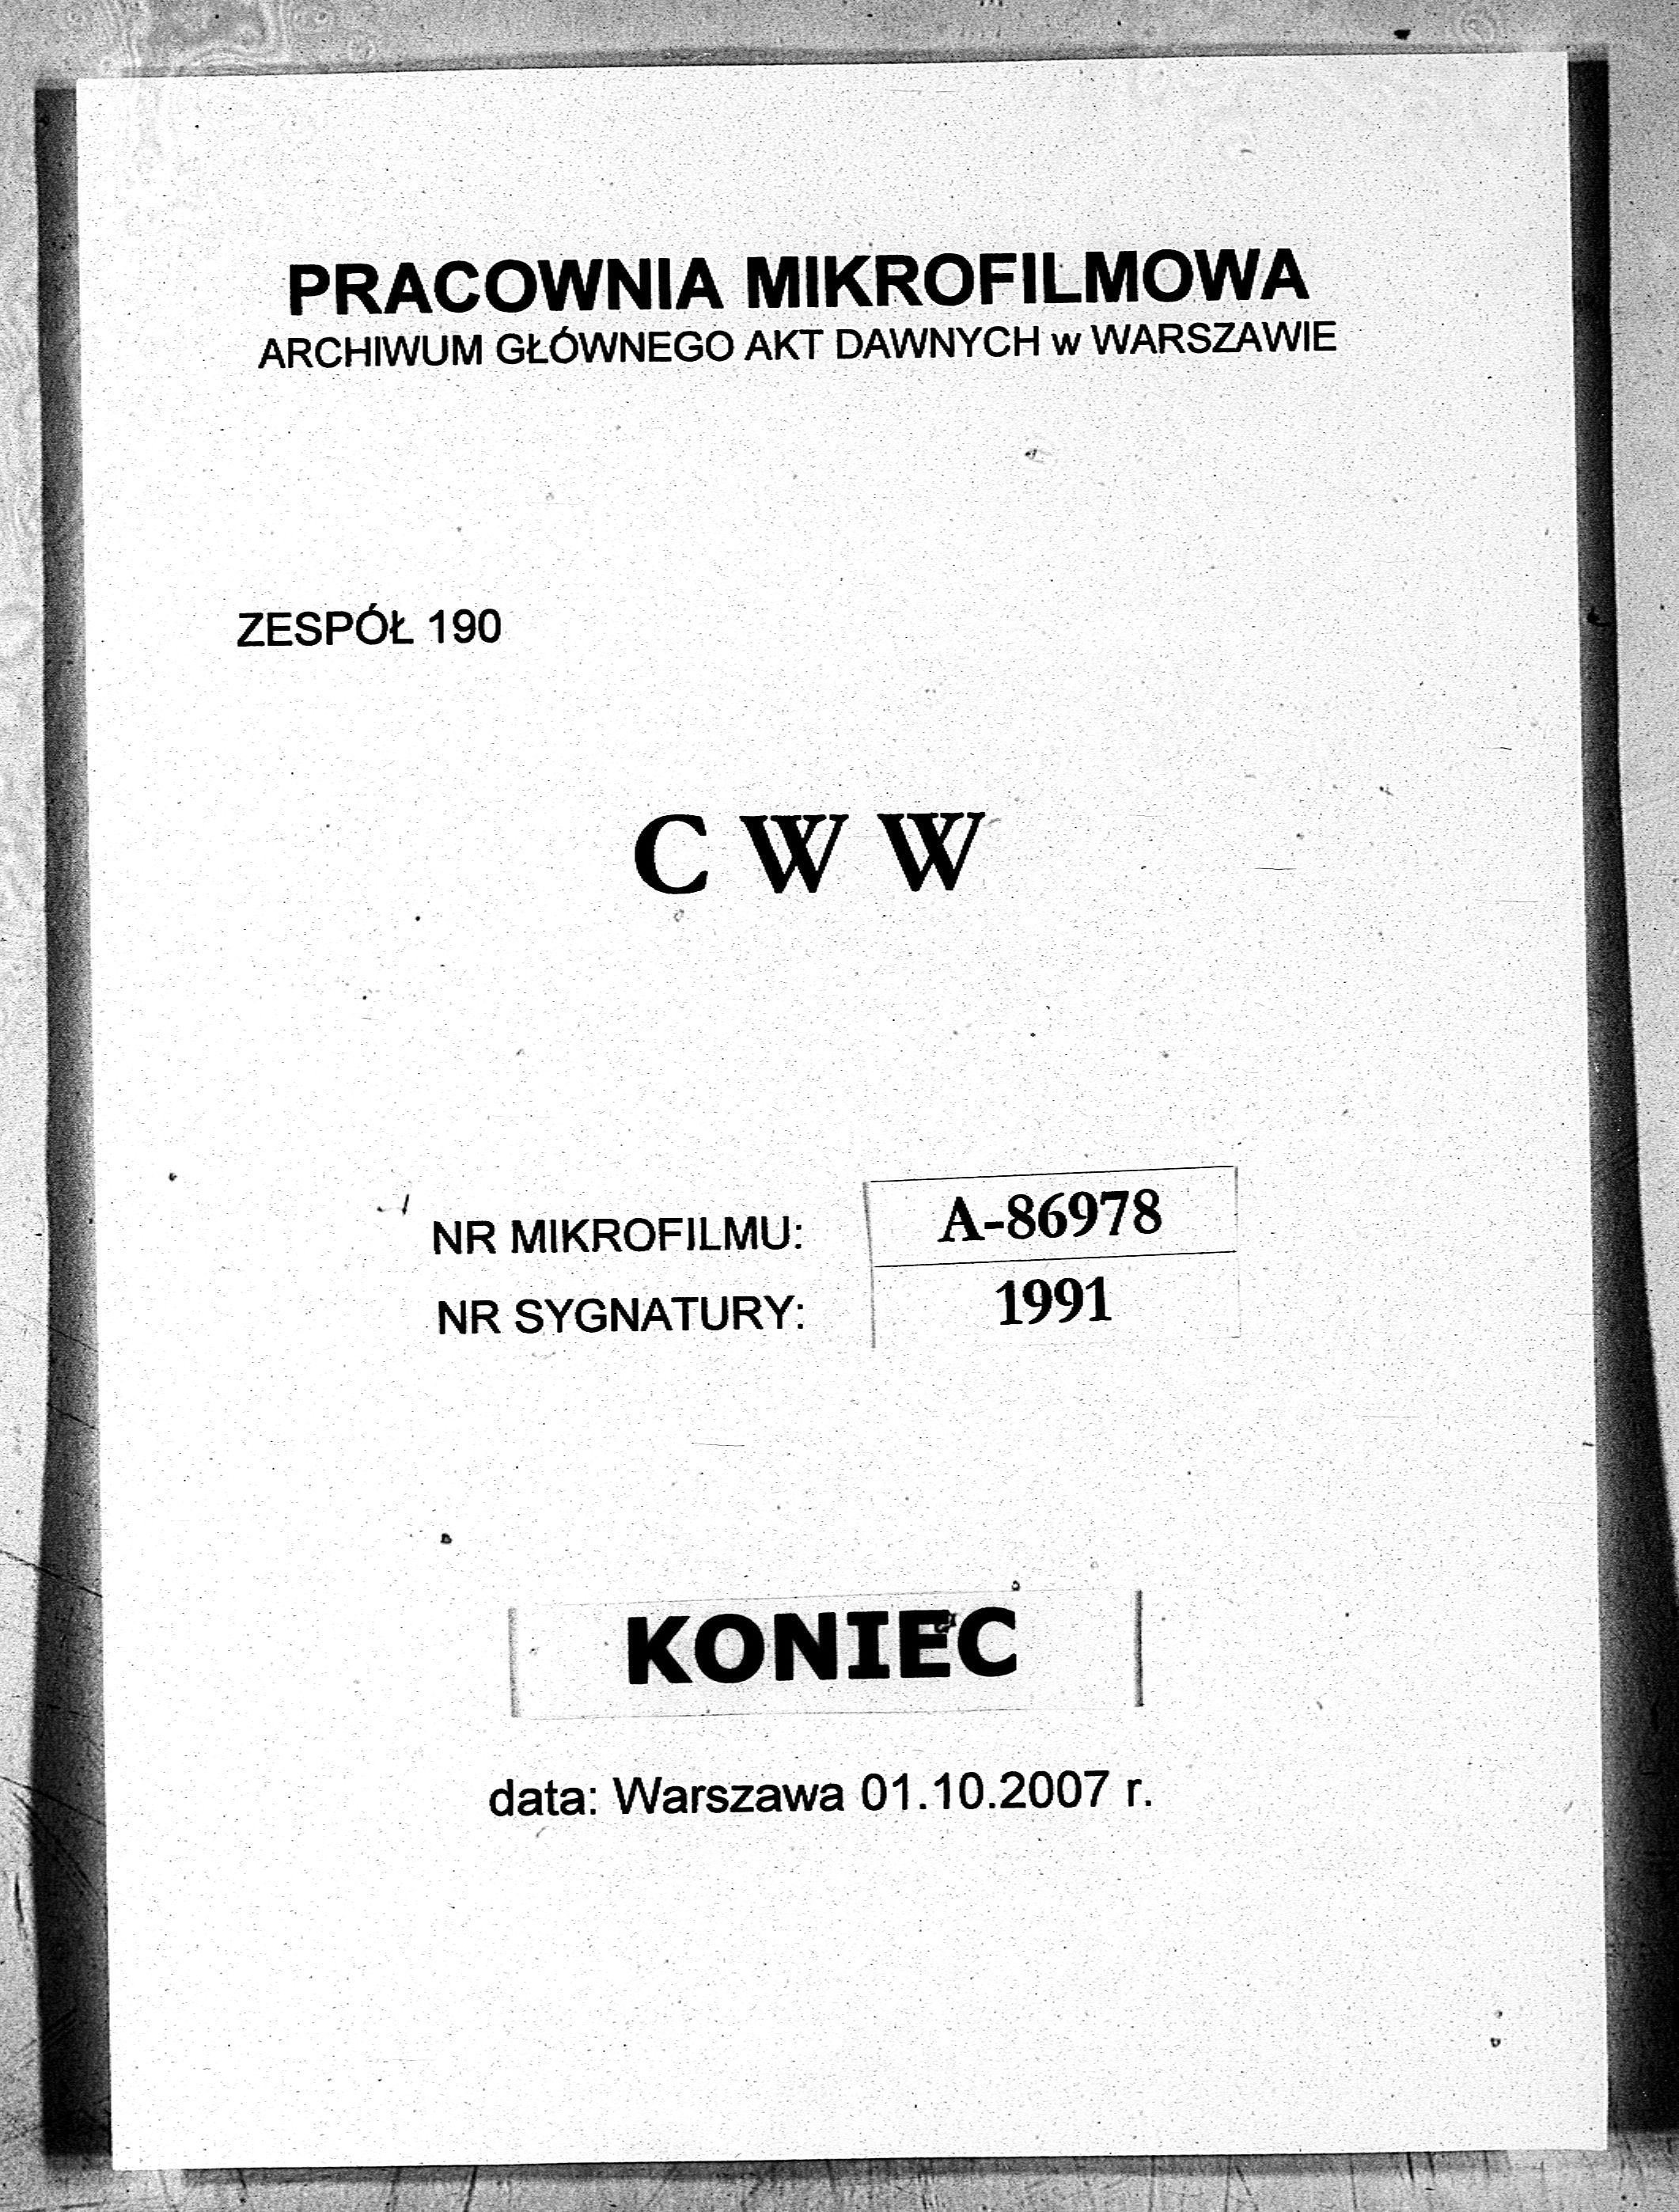 PRACOWNIA MIKROFILMOWA
ARCHIWUM GŁÓWNEGO AKT DAWNYCH w WARSZAWIE
ZESPÓŁ 190
C W W
NR MIKROFILMU: A-86978
NR SYGNATURY: 1991
KONIEC
data: Warszawa 01.10.2007 r.